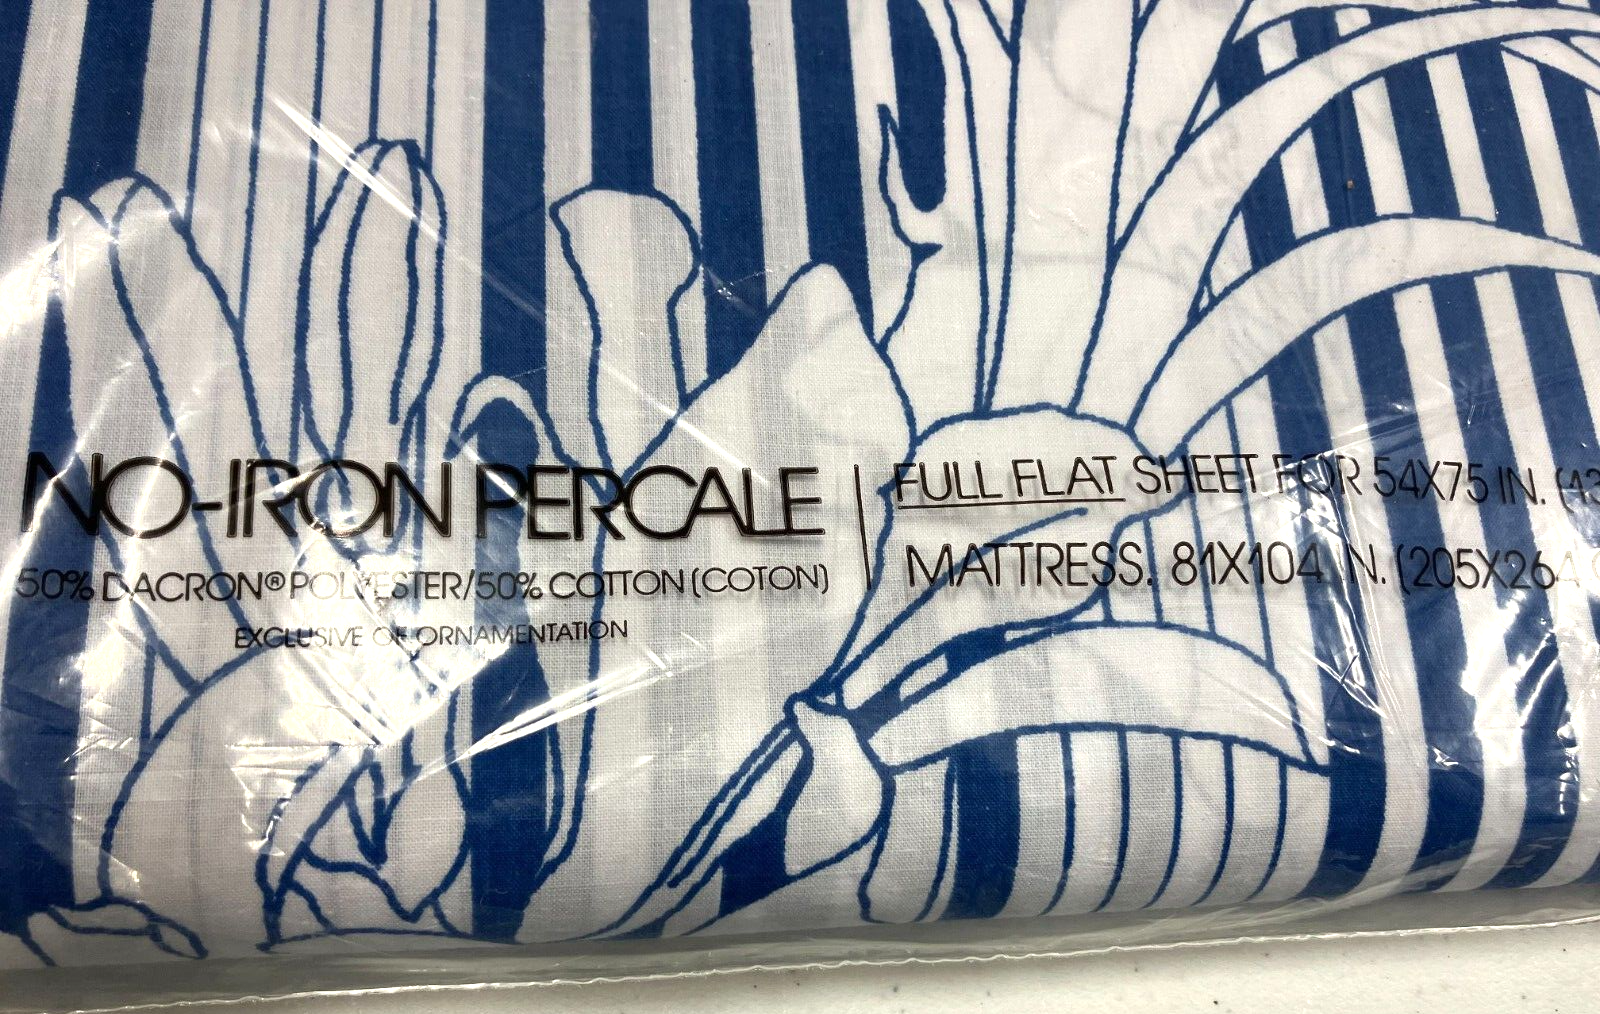 NO-IRON PERCALE
50% DACRON® POLYESTER/50% COTTON (COTON)
EXCLUSIVE OF ORNAMENTATION
FULL FLAT SHEET FOR 54X75 IN.
MATTRESS. 81X104 IN. (205X264